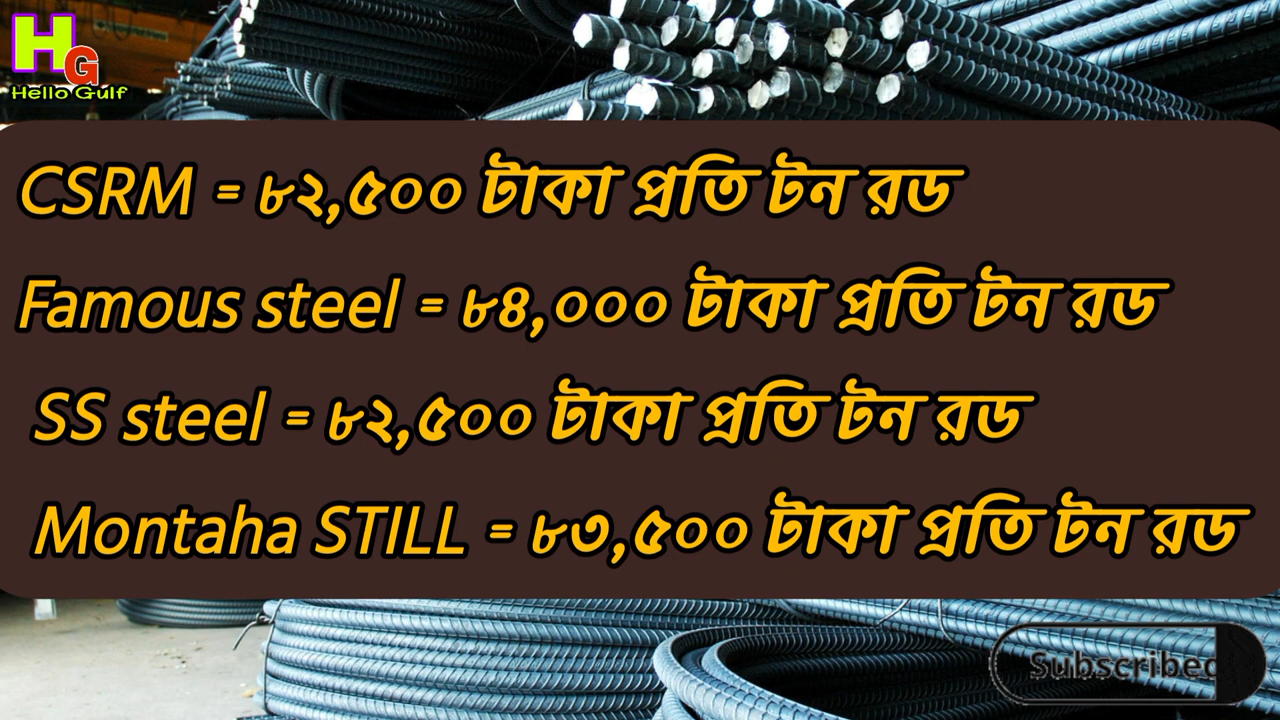 HG
Hello Gulf
CSRM = ৮২,৫০০ টাকা প্রতি টন রড
Famous steel = ৮৪,০০০ টাকা প্রতি টন রড
SS steel = ৮২,৫০০ টাকা প্রতি টন রড
Montaha STILL = ৮৩,৫০০ টাকা প্রতি টন রড
Subscribed